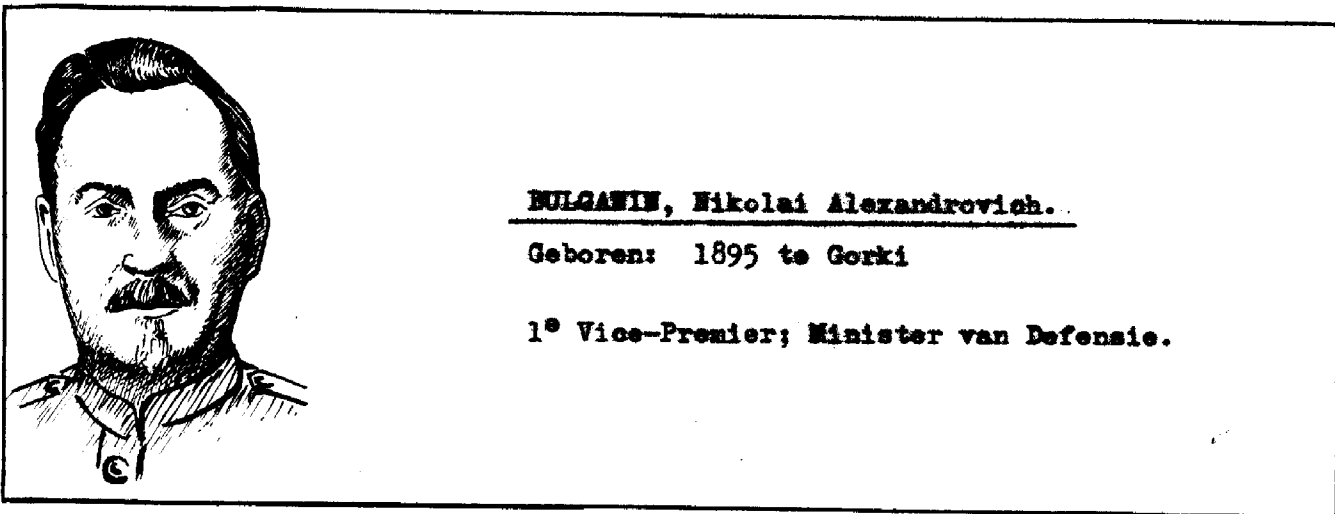 BULGANIN, Nikolai Alexandrovich.
Geboren: 1895 te Gorki
1e Vice-Premier; Minister van Defensie.